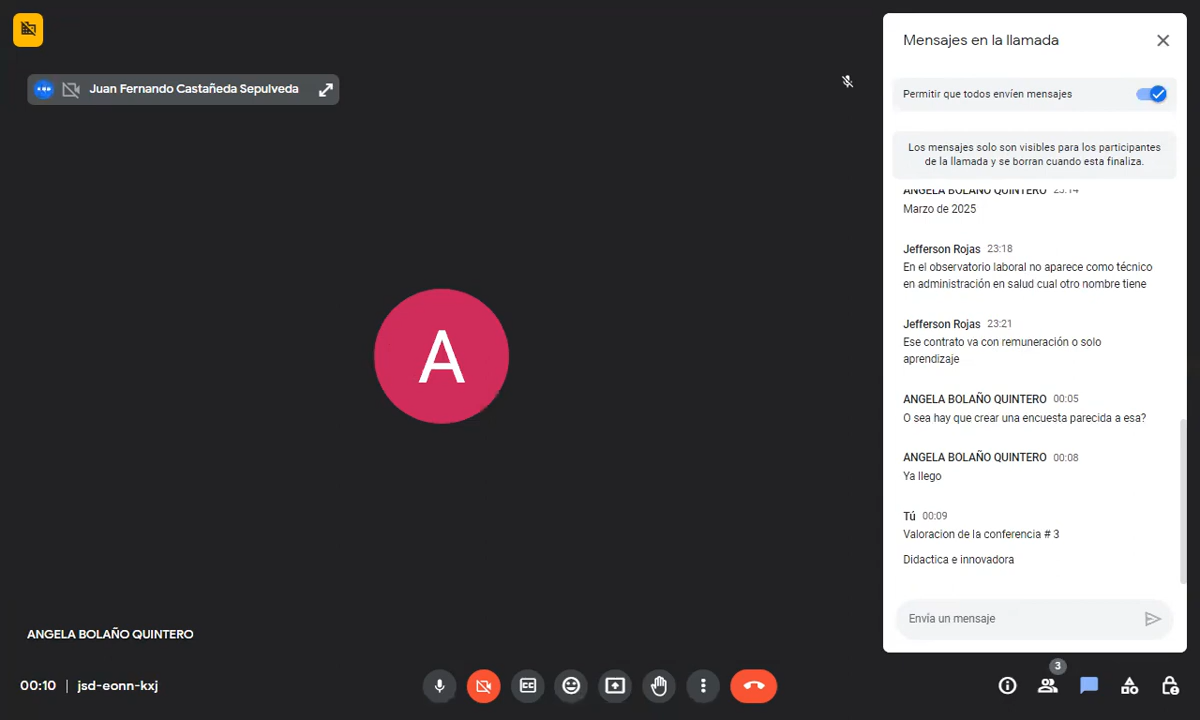 Juan Fernando Castañeda Sepulveda
A
ANGELA BOLAÑO QUINTERO
00:10 | jsd-eonn-kxj
Mensajes en la llamada
Permitir que todos envíen mensajes
Los mensajes solo son visibles para los participantes
de la llamada y se borran cuando esta finaliza.
ANGELA BOLAÑO QUINTERO 23:14
Marzo de 2025
Jefferson Rojas 23:18
En el observatorio laboral no aparece como técnico
en administración en salud cual otro nombre tiene
Jefferson Rojas 23:21
Ese contrato va con remuneración o solo
aprendizaje
ANGELA BOLAÑO QUINTERO 00:05
O sea hay que crear una encuesta parecida a esa?
ANGELA BOLAÑO QUINTERO 00:08
Ya llego
Tú 00:09
Valoracion de la conferencia # 3
Didactica e innovadora
Envía un mensaje
3